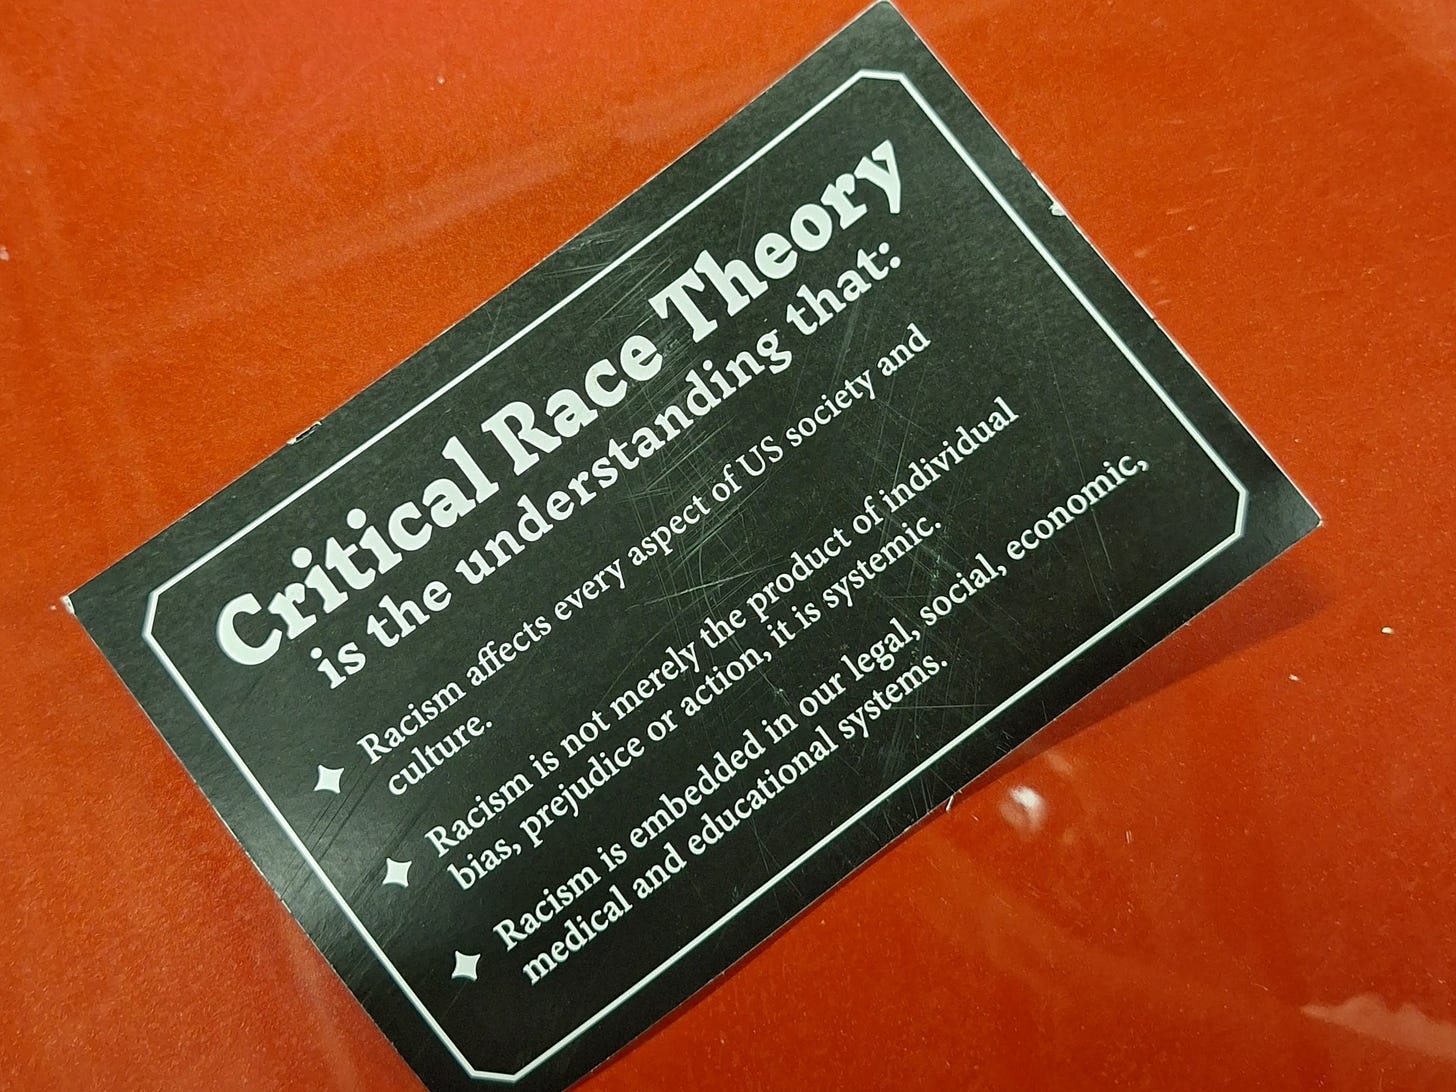 Critical Race Theory
is the understanding that:
Racism affects every aspect of US society and
culture.
Racism is not merely the product of individual
bias, prejudice or action, it is systemic.
Racism is embedded in our legal, social, economic,
medical and educational systems.